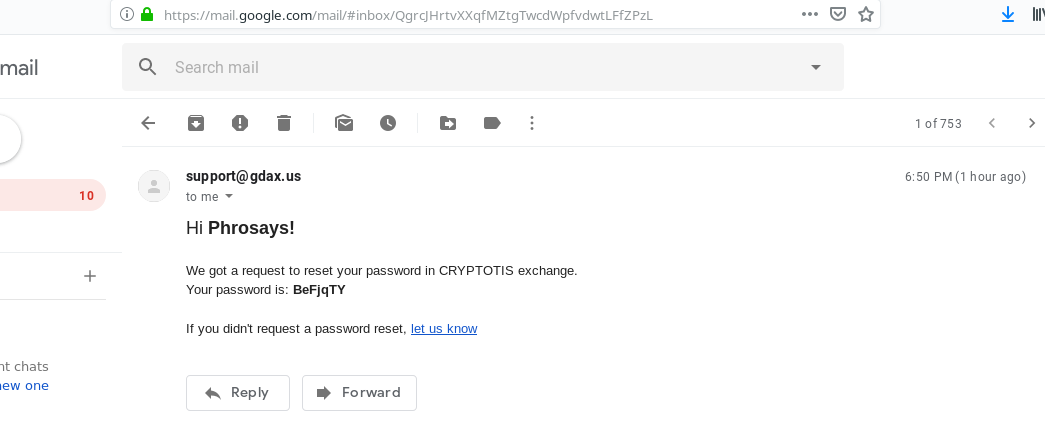 https://mail.google.com/mail/#inbox/QgrcJHrtvXXqfMZtgTwcdWpfvdwtLFfZPzL
mail
Search mail
1 of 753
10
support@gdax.us
6:50 PM (1 hour ago)
to me
Hi Phrosays!
We got a request to reset your password in CRYPTOTIS exchange.
Your password is: BeFjqTY
If you didn't request a password reset, let us know
nt chats
new one
Reply
Forward